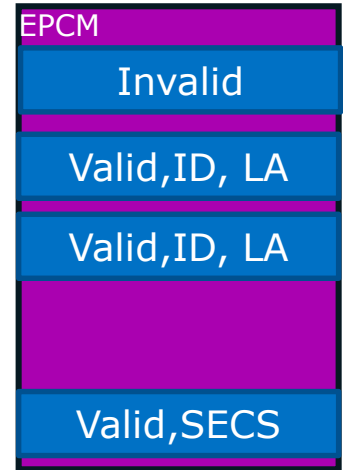 EPCM
Invalid
Valid,ID, LA
Valid,ID, LA
Valid,SECS